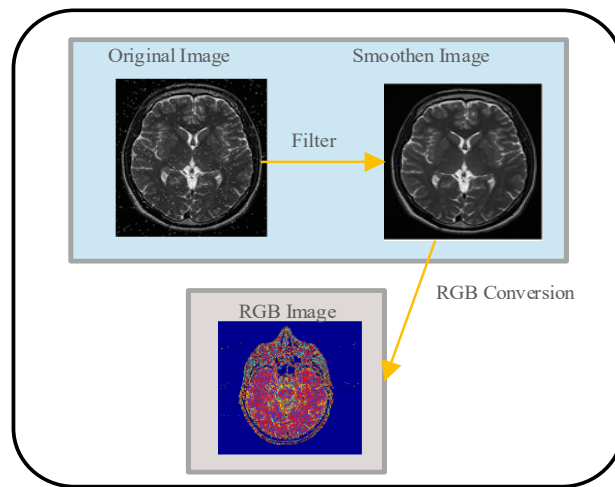 Original Image
Smoothen Image
Filter
RGB Conversion
RGB Image